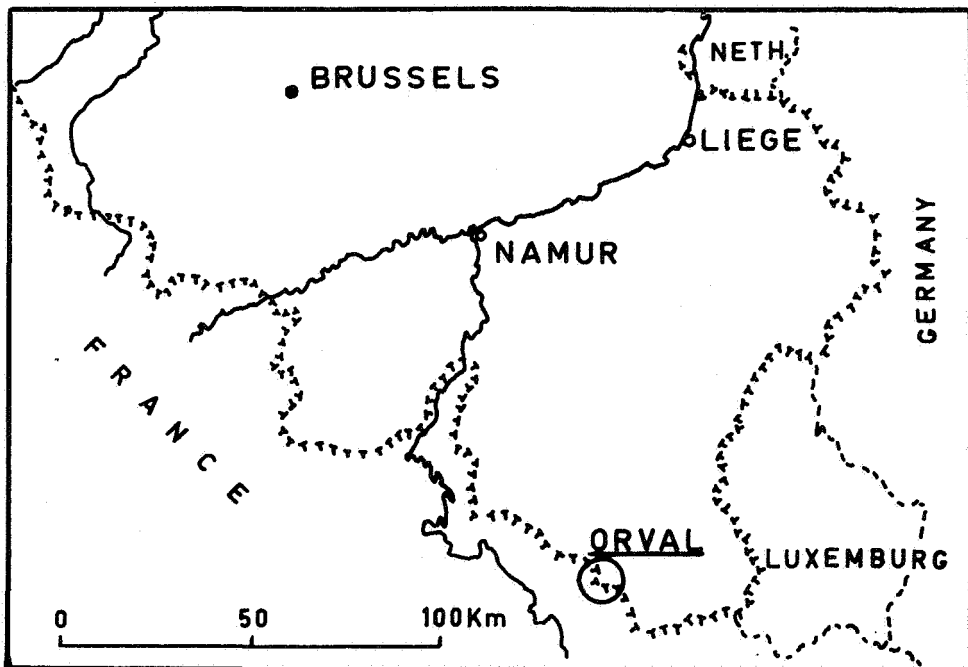 NETH.
BRUSSELS
LIEGE
NAMUR
GERMANY
FRANCE
ORVAL
LUXEMBURG
0 50 100Km